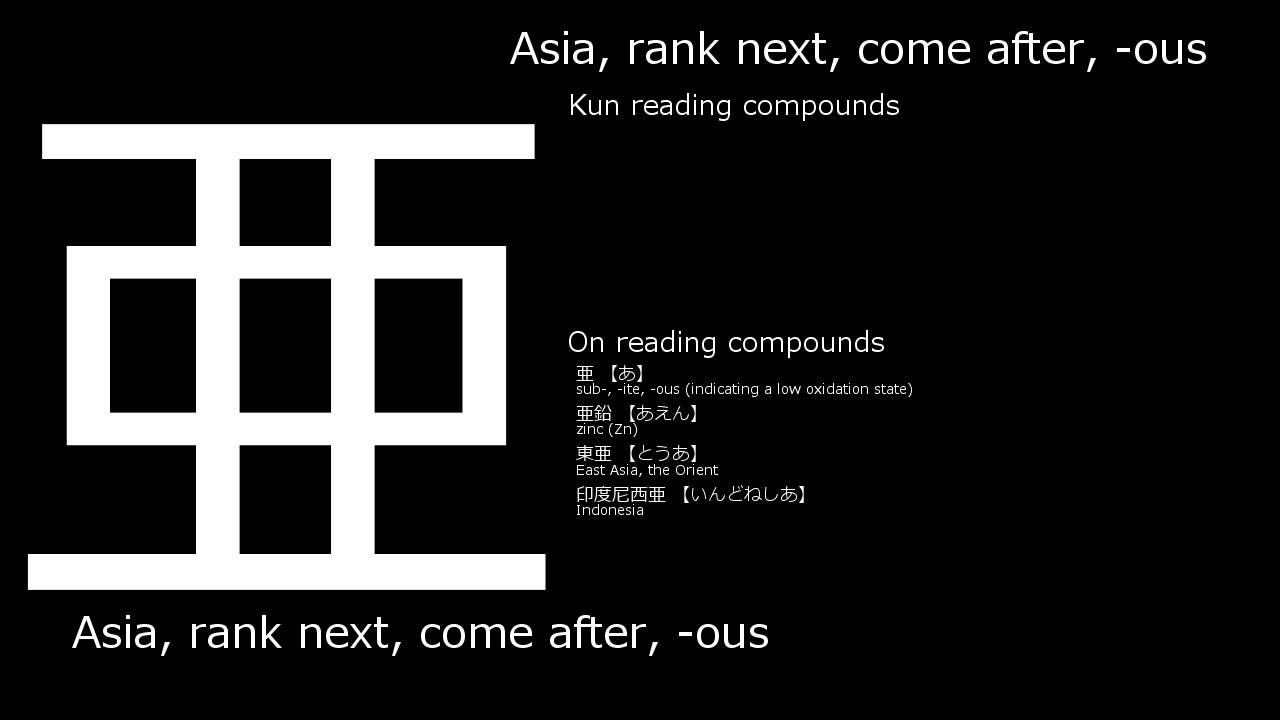 Asia, rank next, come after, -ous
Kun reading compounds
亜
On reading compounds
亜 【あ】
sub-, -ite, -ous (indicating a low oxidation state)
亜鉛 【あえん】
zinc (Zn)
東亜 【とうあ】
East Asia, the Orient
印度尼西亜 【いんどねしあ】
Indonesia
Asia, rank next, come after, -ous